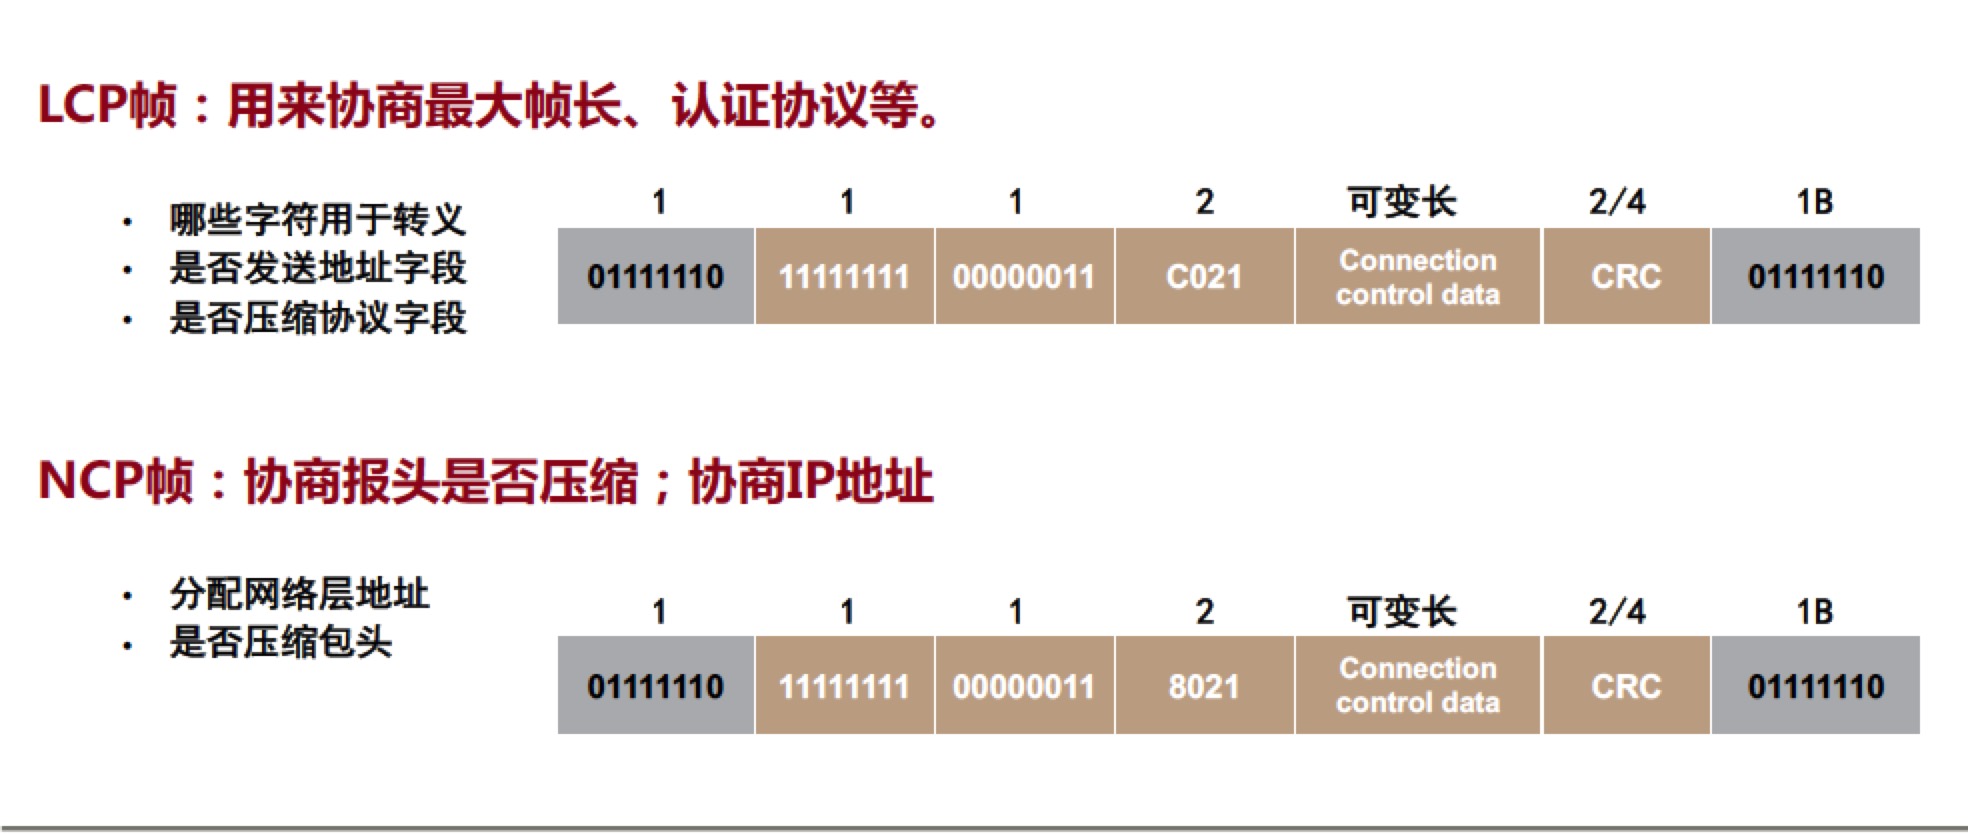 LCP帧：用来协商最大帧长、认证协议等。
• 哪些字符用于转义
• 是否发送地址字段
• 是否压缩协议字段
1 1 1 2 可变长 2/4 1B
01111110 11111111 00000011 C021 Connection control data CRC 01111110
NCP帧：协商报头是否压缩；协商IP地址
• 分配网络层地址
• 是否压缩包头
1 1 1 2 可变长 2/4 1B
01111110 11111111 00000011 8021 Connection control data CRC 01111110